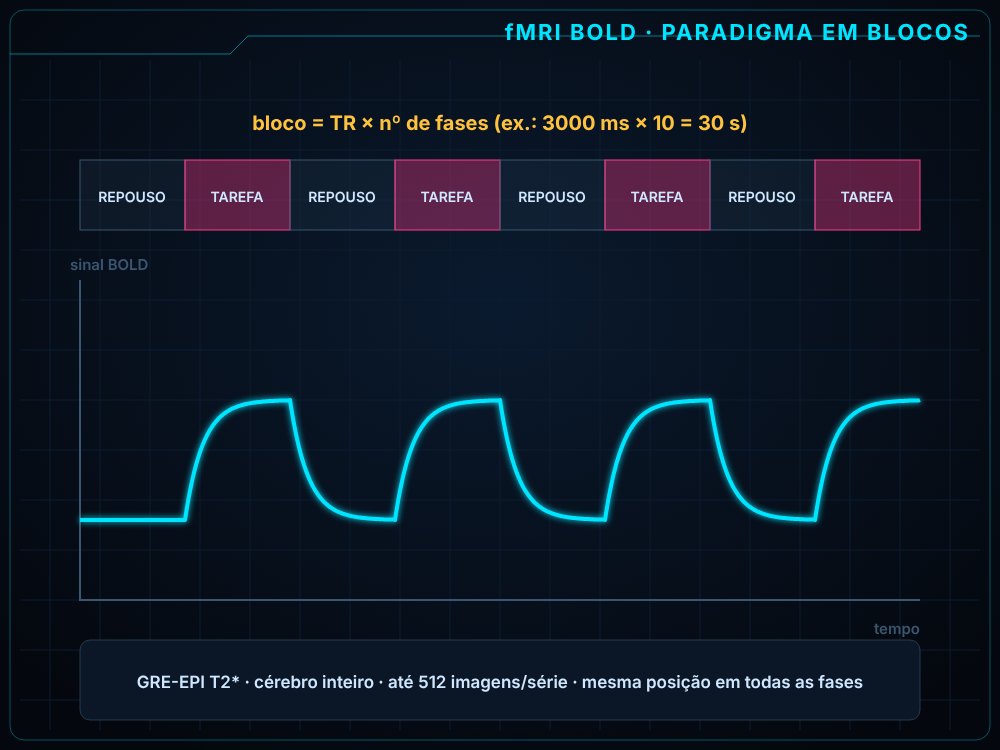 fMRI BOLD · PARADIGMA EM BLOCOS
bloco = TR × nº de fases (ex.: 3000 ms × 10 = 30 s)
REPOUSO TAREFA REPOUSO TAREFA REPOUSO TAREFA REPOUSO TAREFA
sinal BOLD
tempo
GRE-EPI T2* · cérebro inteiro · até 512 imagens/série · mesma posição em todas as fases